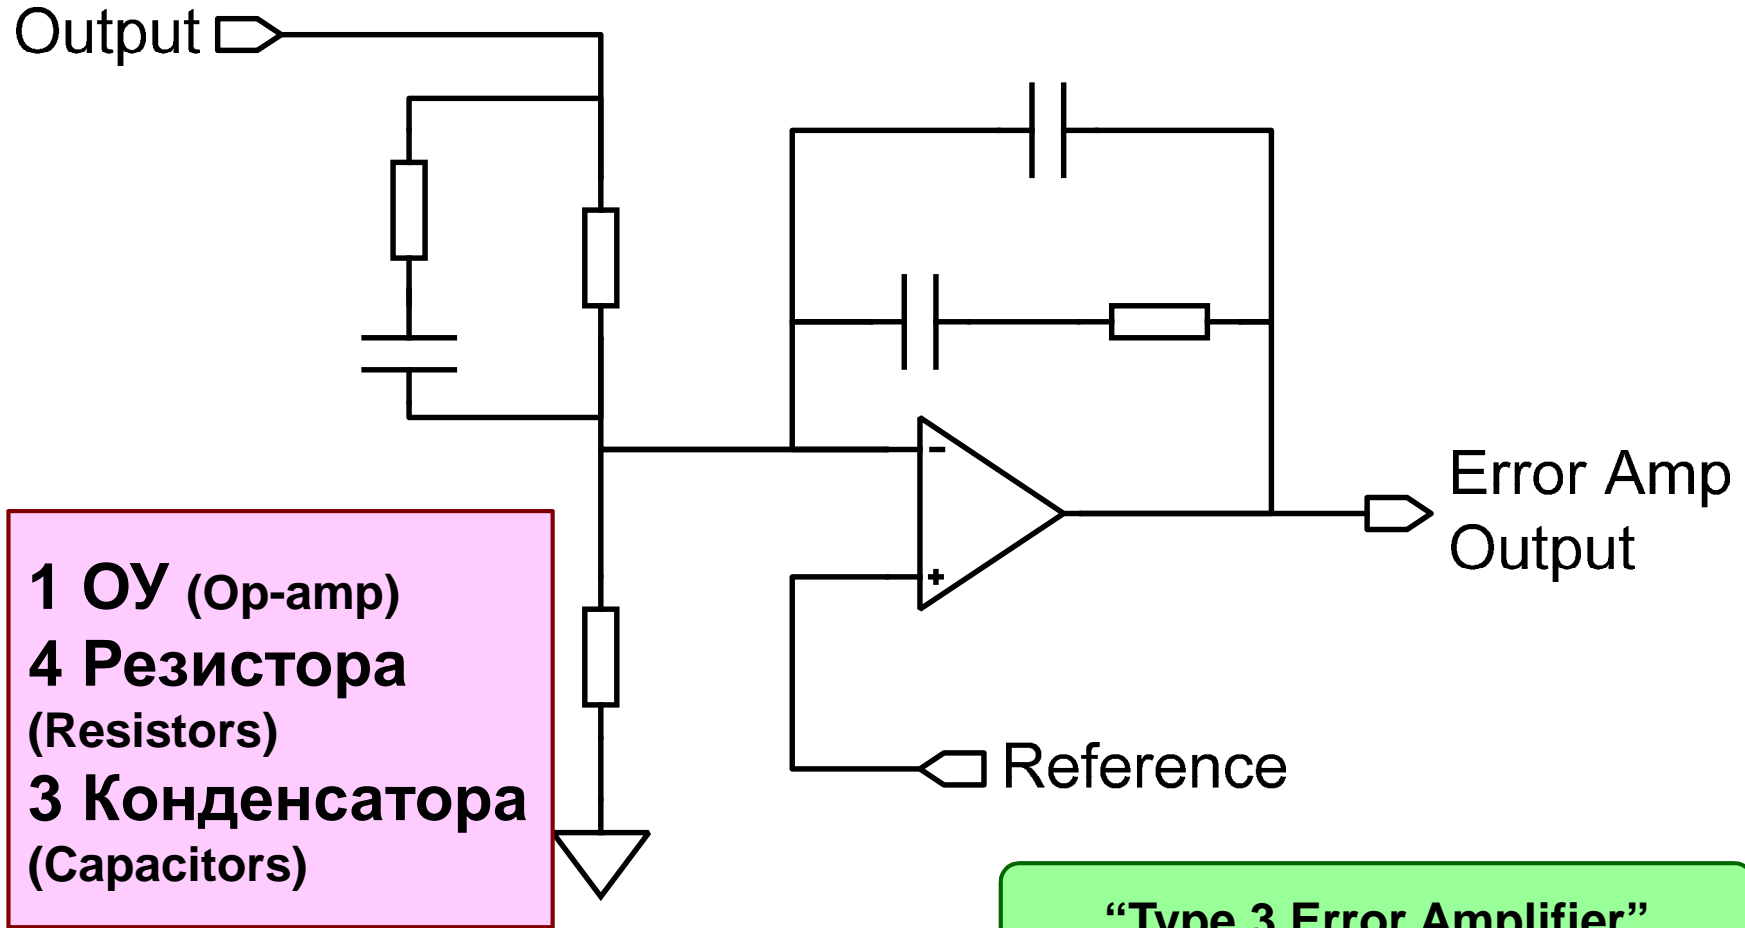 Output
Error Amp
Output
1 ОУ (Op-amp)
4 Резистора
(Resistors)
3 Конденсатора
(Capacitors)
-
+
Reference
“Type 3 Error Amplifier”